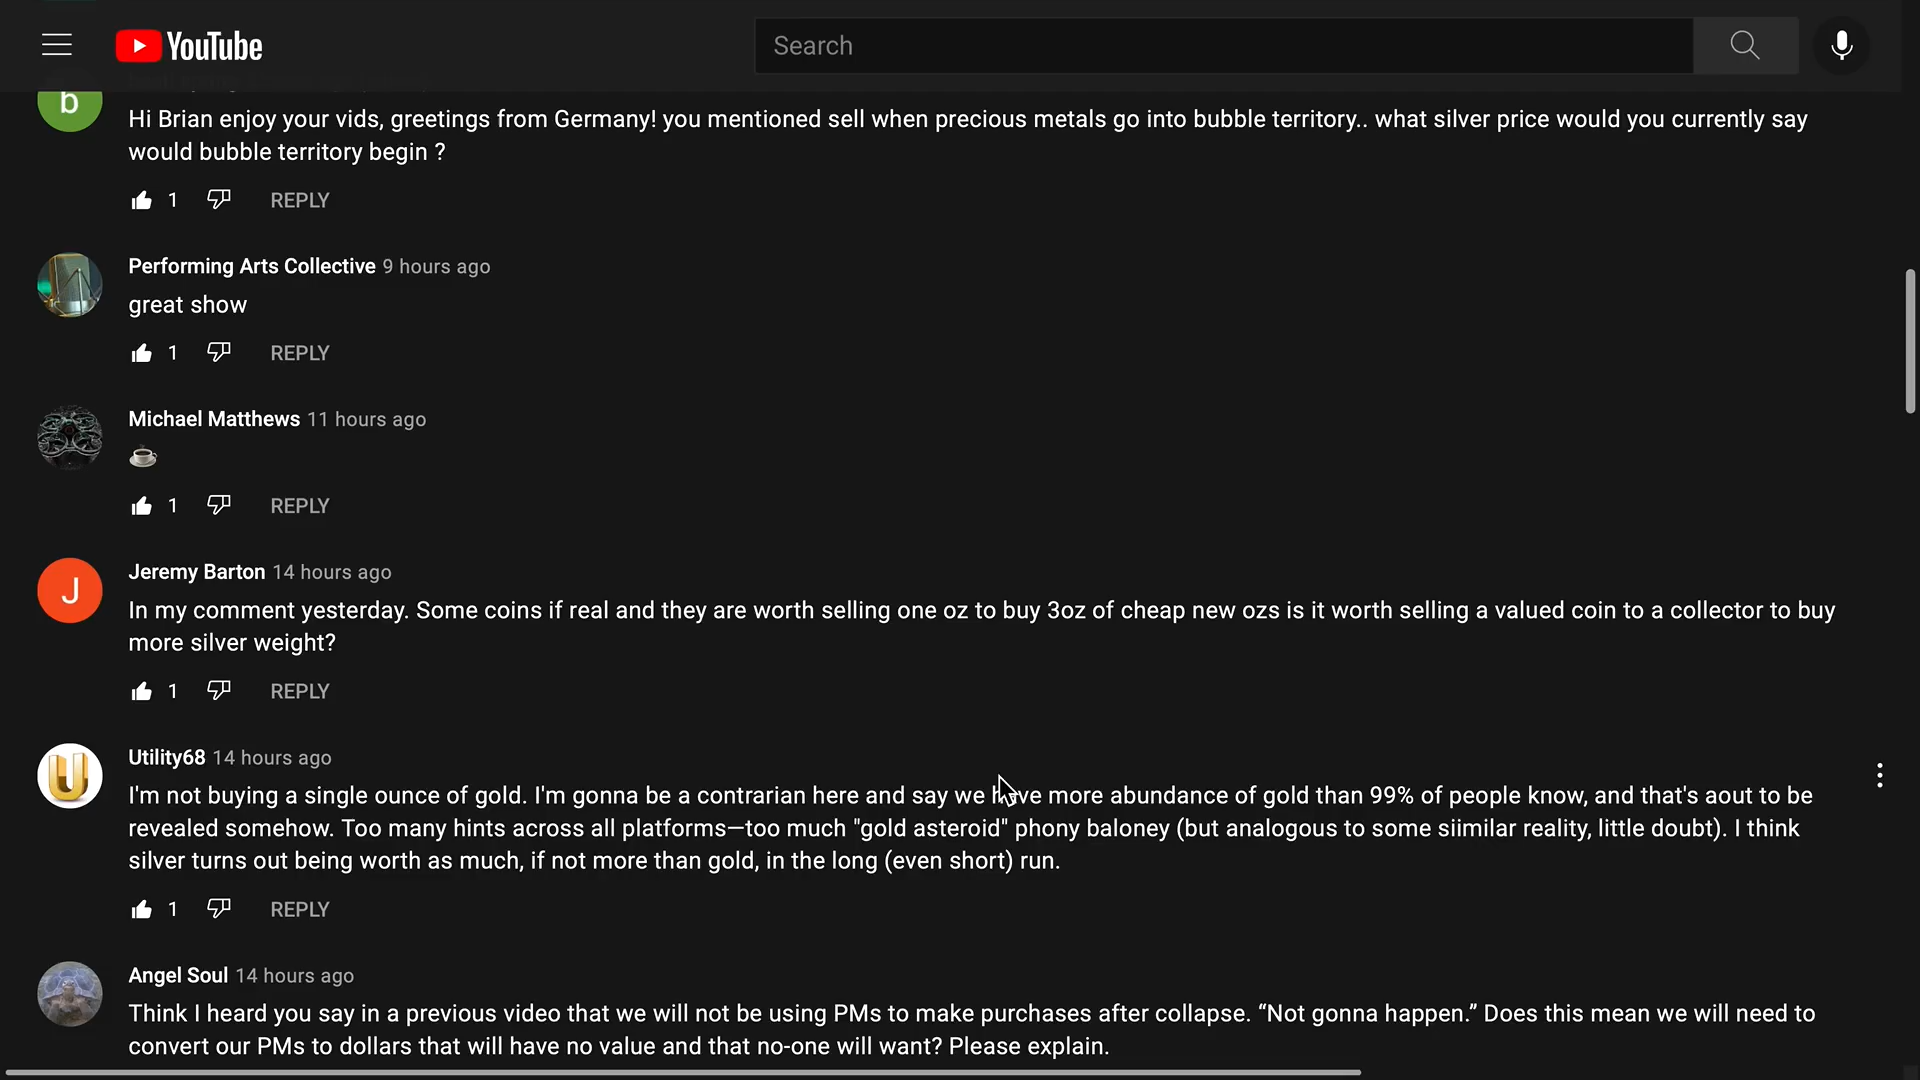 YouTube
Search
b
Hi Brian enjoy your vids, greetings from Germany! you mentioned sell when precious metals go into bubble territory.. what silver price would you currently say
would bubble territory begin ?
1 REPLY
Performing Arts Collective 9 hours ago
great show
1 REPLY
Michael Matthews 11 hours ago
☕
1 REPLY
J
Jeremy Barton 14 hours ago
In my comment yesterday. Some coins if real and they are worth selling one oz to buy 3oz of cheap new ozs is it worth selling a valued coin to a collector to buy
more silver weight?
1 REPLY
U
Utility68 14 hours ago
I'm not buying a single ounce of gold. I'm gonna be a contrarian here and say we have more abundance of gold than 99% of people know, and that's aout to be
revealed somehow. Too many hints across all platforms—too much "gold asteroid" phony baloney (but analogous to some siimilar reality, little doubt). I think
silver turns out being worth as much, if not more than gold, in the long (even short) run.
1 REPLY
Angel Soul 14 hours ago
Think I heard you say in a previous video that we will not be using PMs to make purchases after collapse. “Not gonna happen.” Does this mean we will need to
convert our PMs to dollars that will have no value and that no-one will want? Please explain.